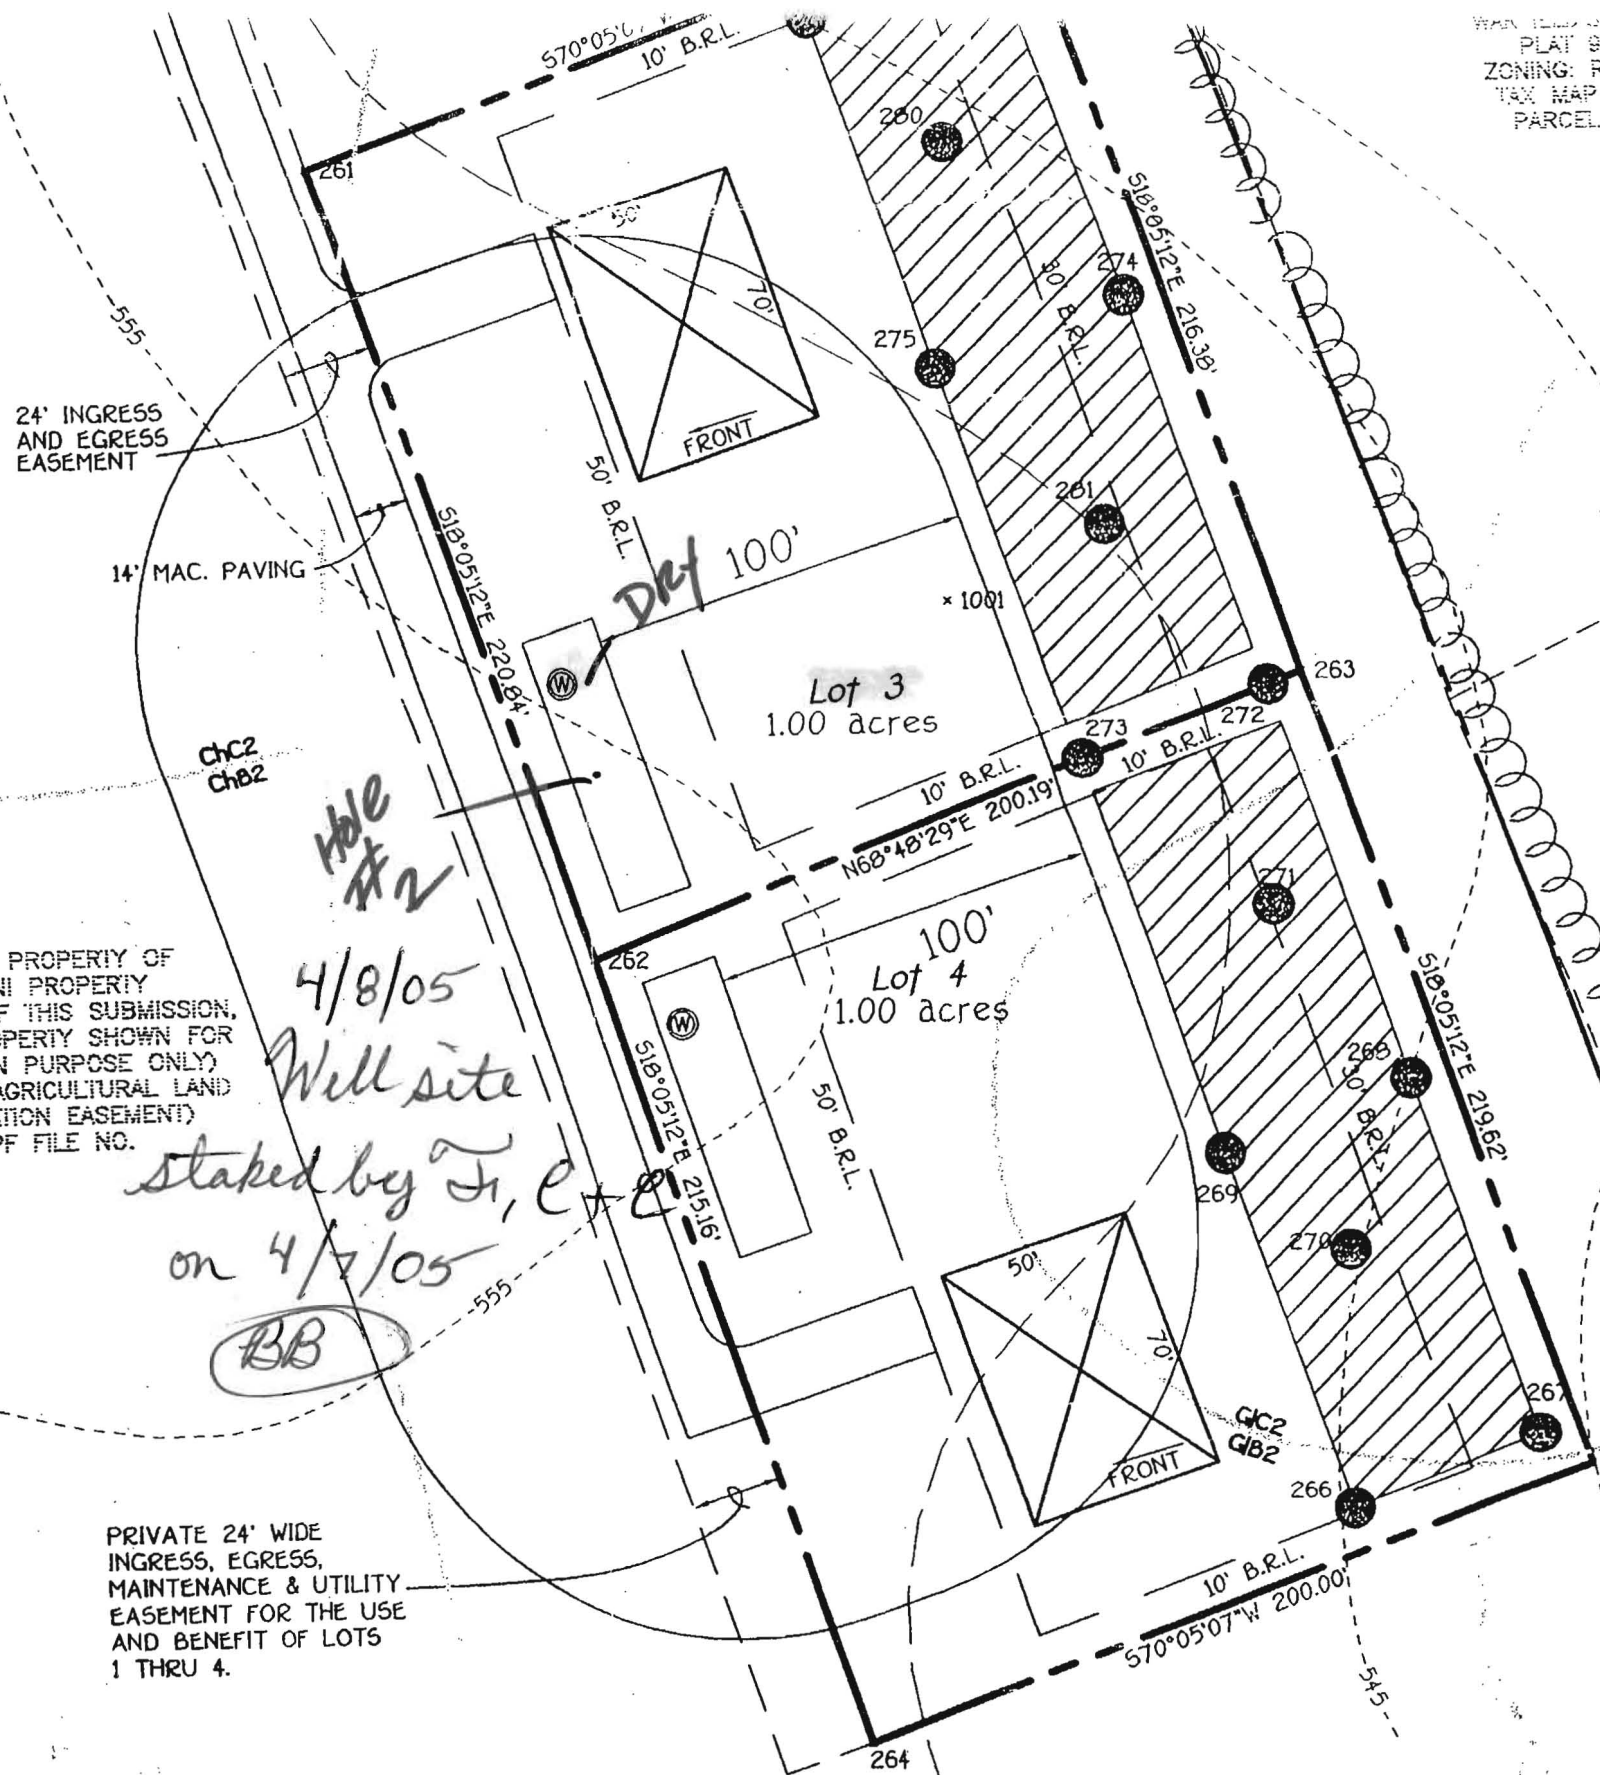 S70°05'0
10' B.R.L.
PLAT 9
ZONING: R
TAX MAP
PARCEL
261
280
50'
70'
FRONT
274
30' B.R.L.
S18°05'12"E 216.38'
275
555
24' INGRESS
AND EGRESS
EASEMENT
50' B.R.L.
281
14' MAC. PAVING
S18°05'12"E 220.84'
DRY
100'
× 1001
W
Lot 3
1.00 acres
263
272
273
10' B.R.L.
10' B.R.L.
N68°48'29"E 200.19'
ChC2
ChB2
Hole
#2
271
262
100'
Lot 4
1.00 acres
W
PROPERTY OF
NI PROPERTY
F THIS SUBMISSION,
PERTY SHOWN FOR
N PURPOSE ONLY)
AGRICULTURAL LAND
TION EASEMENT)
PF FILE NO.
4/8/05
Well site
staked by F, C + C
on 4/7/05
BB
S18°05'12"E 215.16'
50' B.R.L.
268
30' B.R.L.
S18°05'12"E 219.62'
269
270
555
50'
70'
FRONT
GlC2
GlB2
267
266
PRIVATE 24' WIDE
INGRESS, EGRESS,
MAINTENANCE & UTILITY
EASEMENT FOR THE USE
AND BENEFIT OF LOTS
1 THRU 4.
10' B.R.L.
S70°05'07"W 200.00'
545
264